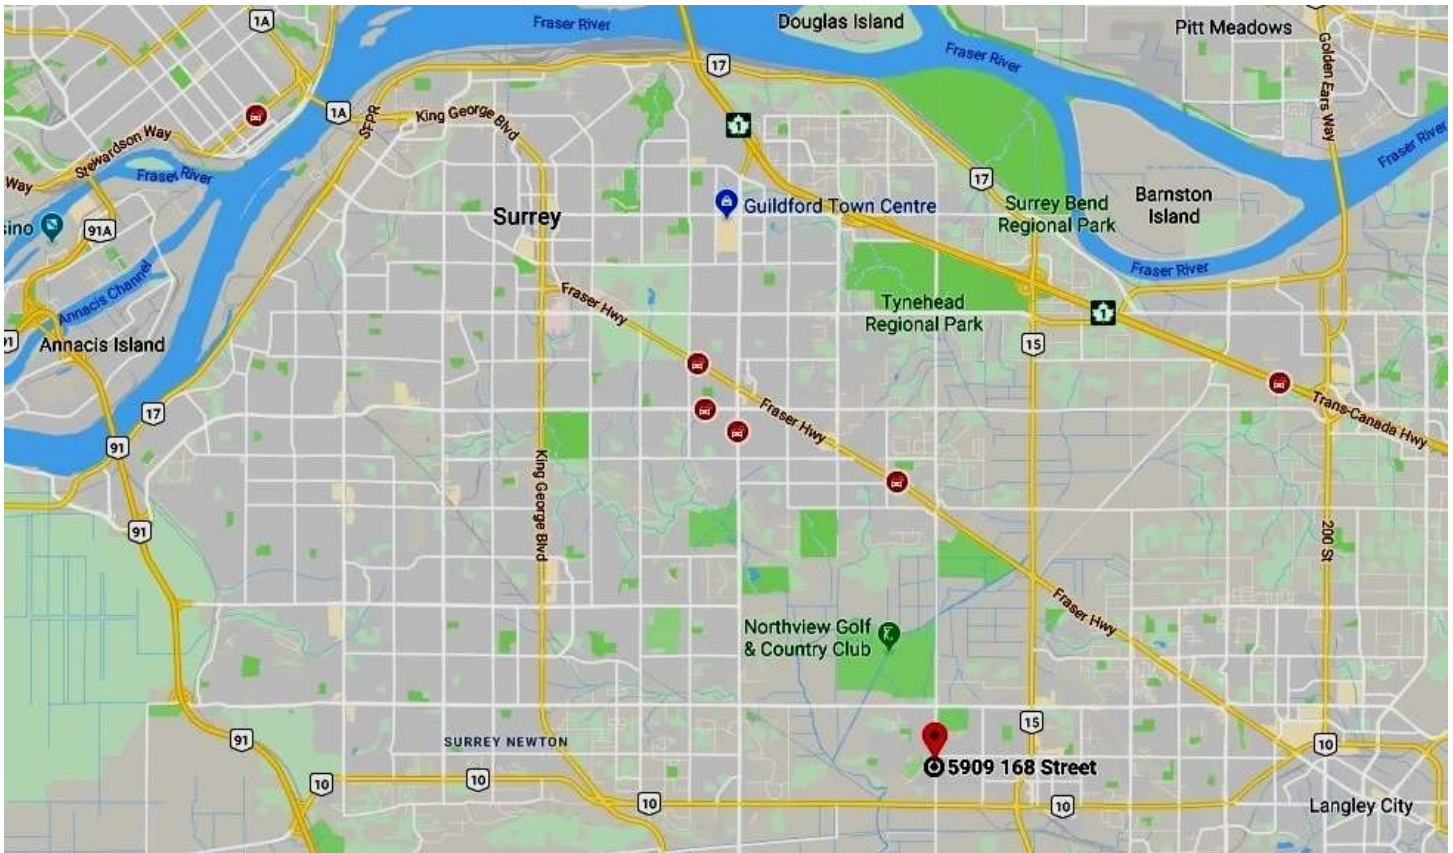 1A
Fraser River
Douglas Island
Pitt Meadows
Golden Ears Way
Fraser River
17
1A
King George Blvd
SFPR
1
Stewardson Way
Fraser River
Way
Fraser River
17
Surrey Bend
Regional Park
Barnston
Island
sino
91A
Surrey
Guildford Town Centre
Fraser River
Annacis Channel
Fraser Hwy
Tynehead
Regional Park
1
91
Annacis Island
15
17
Fraser Hwy
Trans-Canada Hwy
91
King George Blvd
91
200 St
Fraser Hwy
Northview Golf
& Country Club
91
SURREY NEWTON
15
10
5909 168 Street
10
10
10
10
Langley City